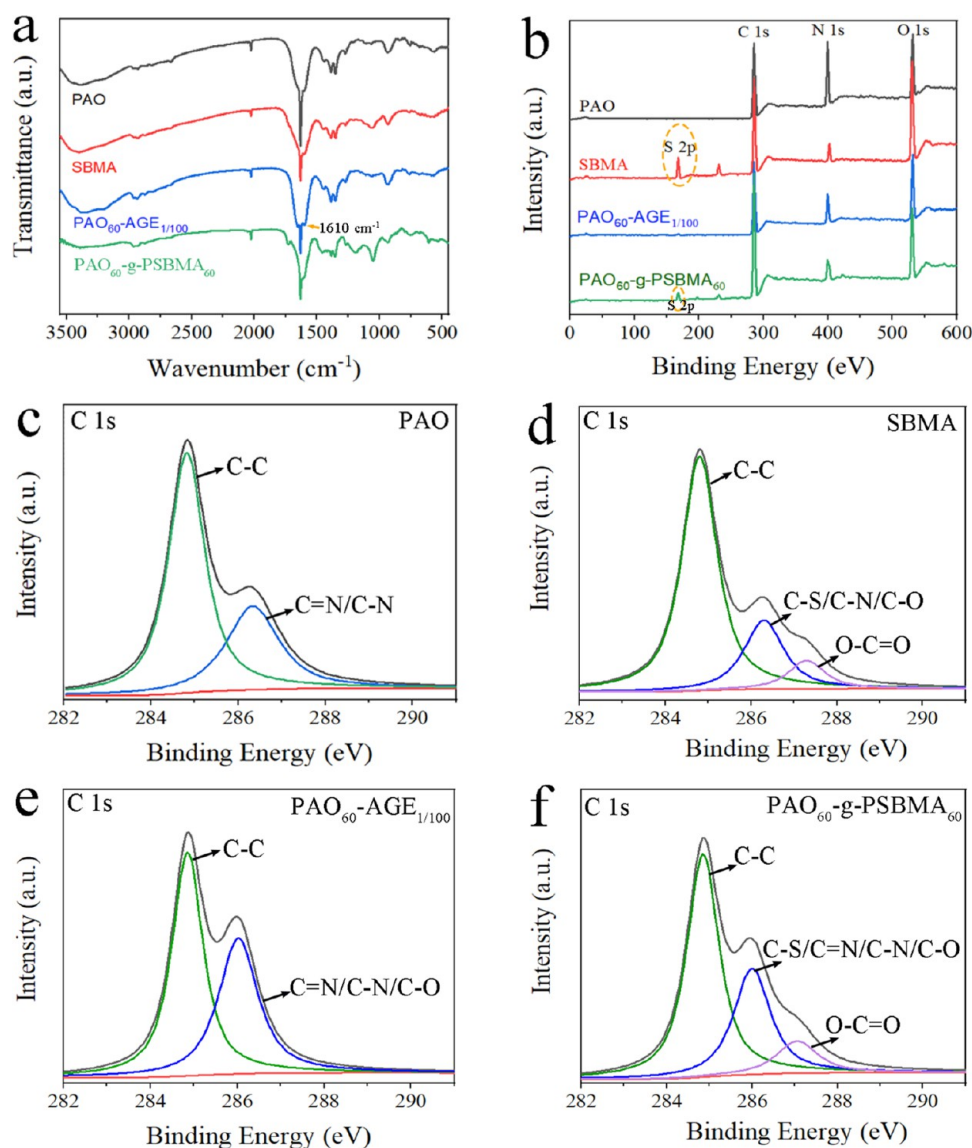 a
Transmittance (a.u.)
PAO
SBMA
PAO60-AGE1/100
1610 cm-1
PAO60-g-PSBMA60
3500 3000 2500 2000 1500 1000 500
Wavenumber (cm-1)
b
Intensity (a.u.)
C 1s N 1s O 1s
PAO
S 2p
SBMA
PAO60-AGE1/100
PAO60-g-PSBMA60
S 2p
0 100 200 300 400 500 600
Binding Energy (eV)
c
C 1s PAO
Intensity (a.u.)
C-C
C=N/C-N
282 284 286 288 290
Binding Energy (eV)
d
C 1s SBMA
Intensity (a.u.)
C-C
C-S/C-N/C-O
O-C=O
282 284 286 288 290
Binding Energy (eV)
e
C 1s PAO60-AGE1/100
Intensity (a.u.)
C-C
C=N/C-N/C-O
282 284 286 288 290
Binding Energy (eV)
f
C 1s PAO60-g-PSBMA60
Intensity (a.u.)
C-C
C-S/C=N/C-N/C-O
O-C=O
282 284 286 288 290
Binding Energy (eV)